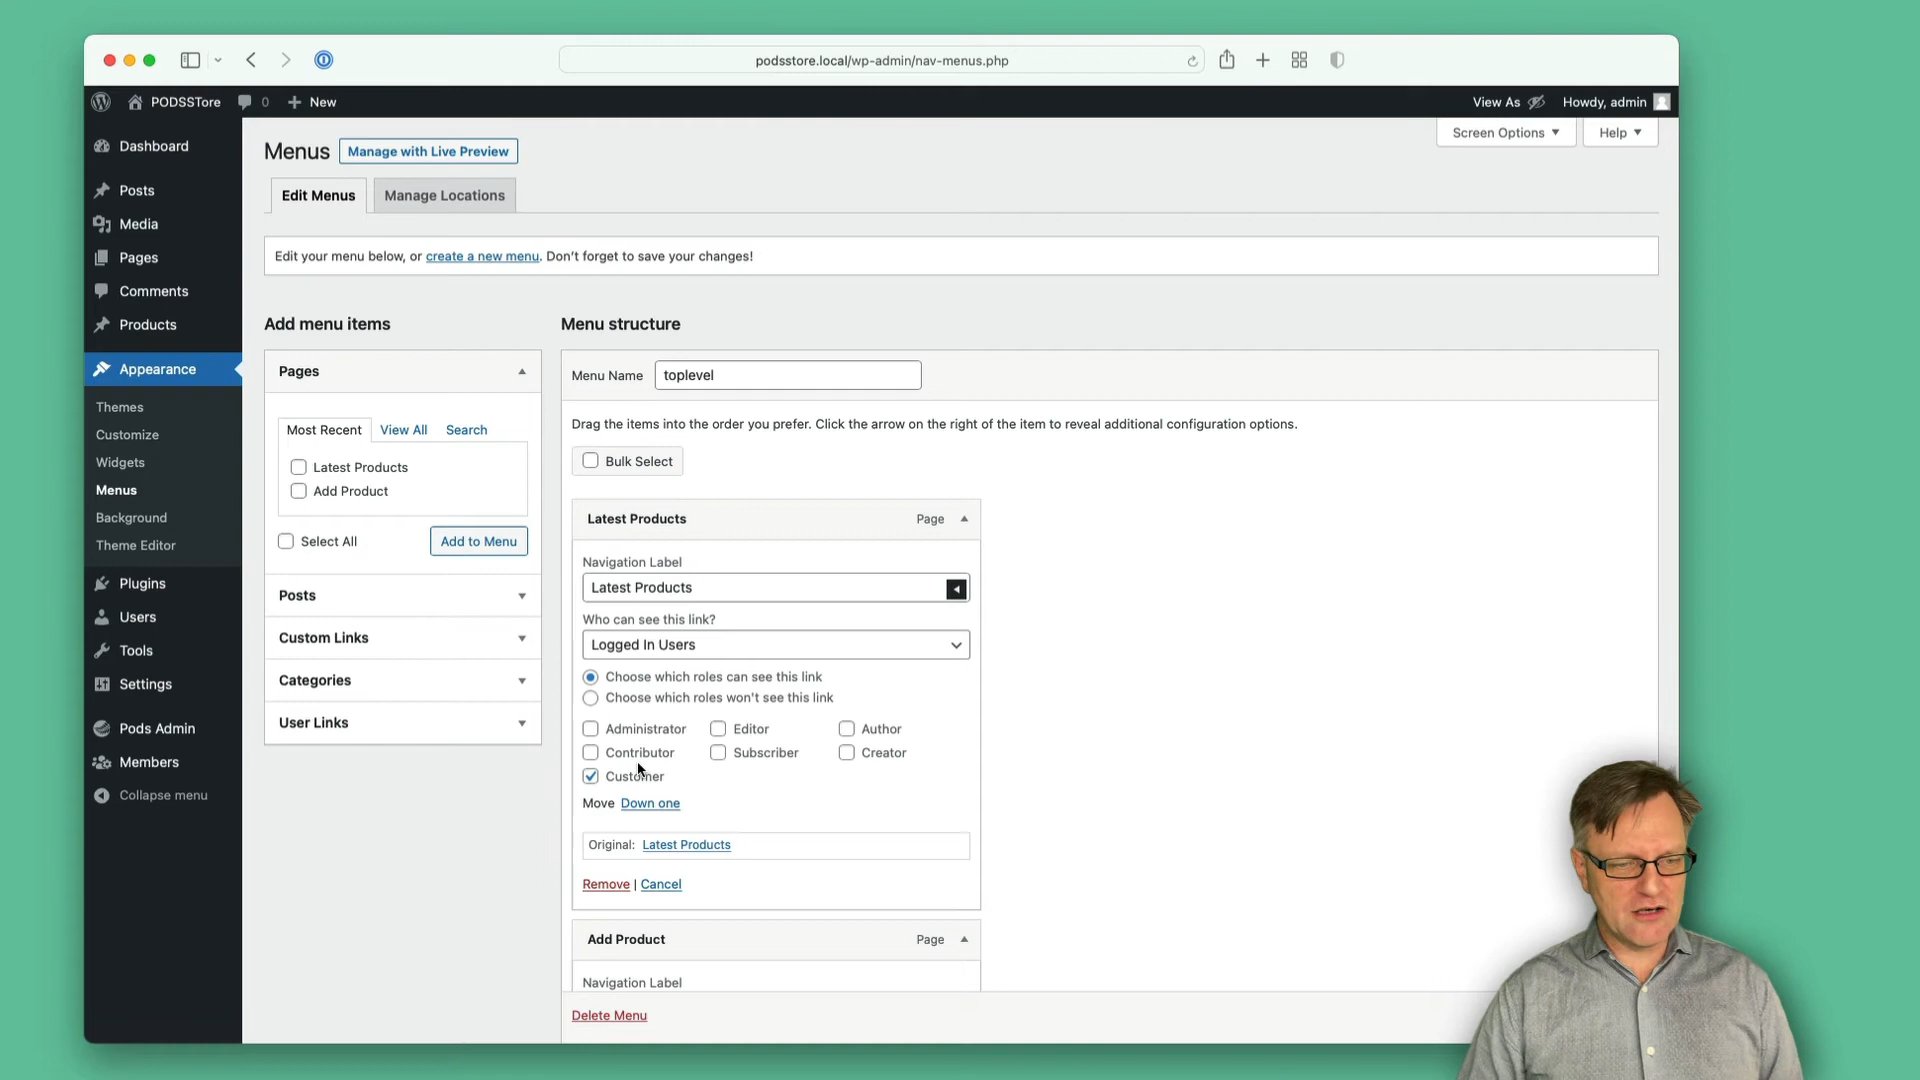 podsstore.local/wp-admin/nav-menus.php
PODSSTore 0 New View As Howdy, admin
Screen Options Help
Menus Manage with Live Preview
Edit Menus Manage Locations
Edit your menu below, or create a new menu. Don't forget to save your changes!
Dashboard
Posts
Media
Pages
Comments
Products
Appearance
Themes
Customize
Widgets
Menus
Background
Theme Editor
Plugins
Users
Tools
Settings
Pods Admin
Members
Collapse menu
Add menu items
Pages
Most Recent View All Search
Latest Products
Add Product
Select All Add to Menu
Posts
Custom Links
Categories
User Links
Menu structure
Menu Name toplevel
Drag the items into the order you prefer. Click the arrow on the right of the item to reveal additional configuration options.
Bulk Select
Latest Products Page
Navigation Label
Latest Products
Who can see this link?
Logged In Users
Choose which roles can see this link
Choose which roles won't see this link
Administrator Editor Author
Contributor Subscriber Creator
Customer
Move Down one
Original: Latest Products
Remove | Cancel
Add Product Page
Navigation Label
Delete Menu